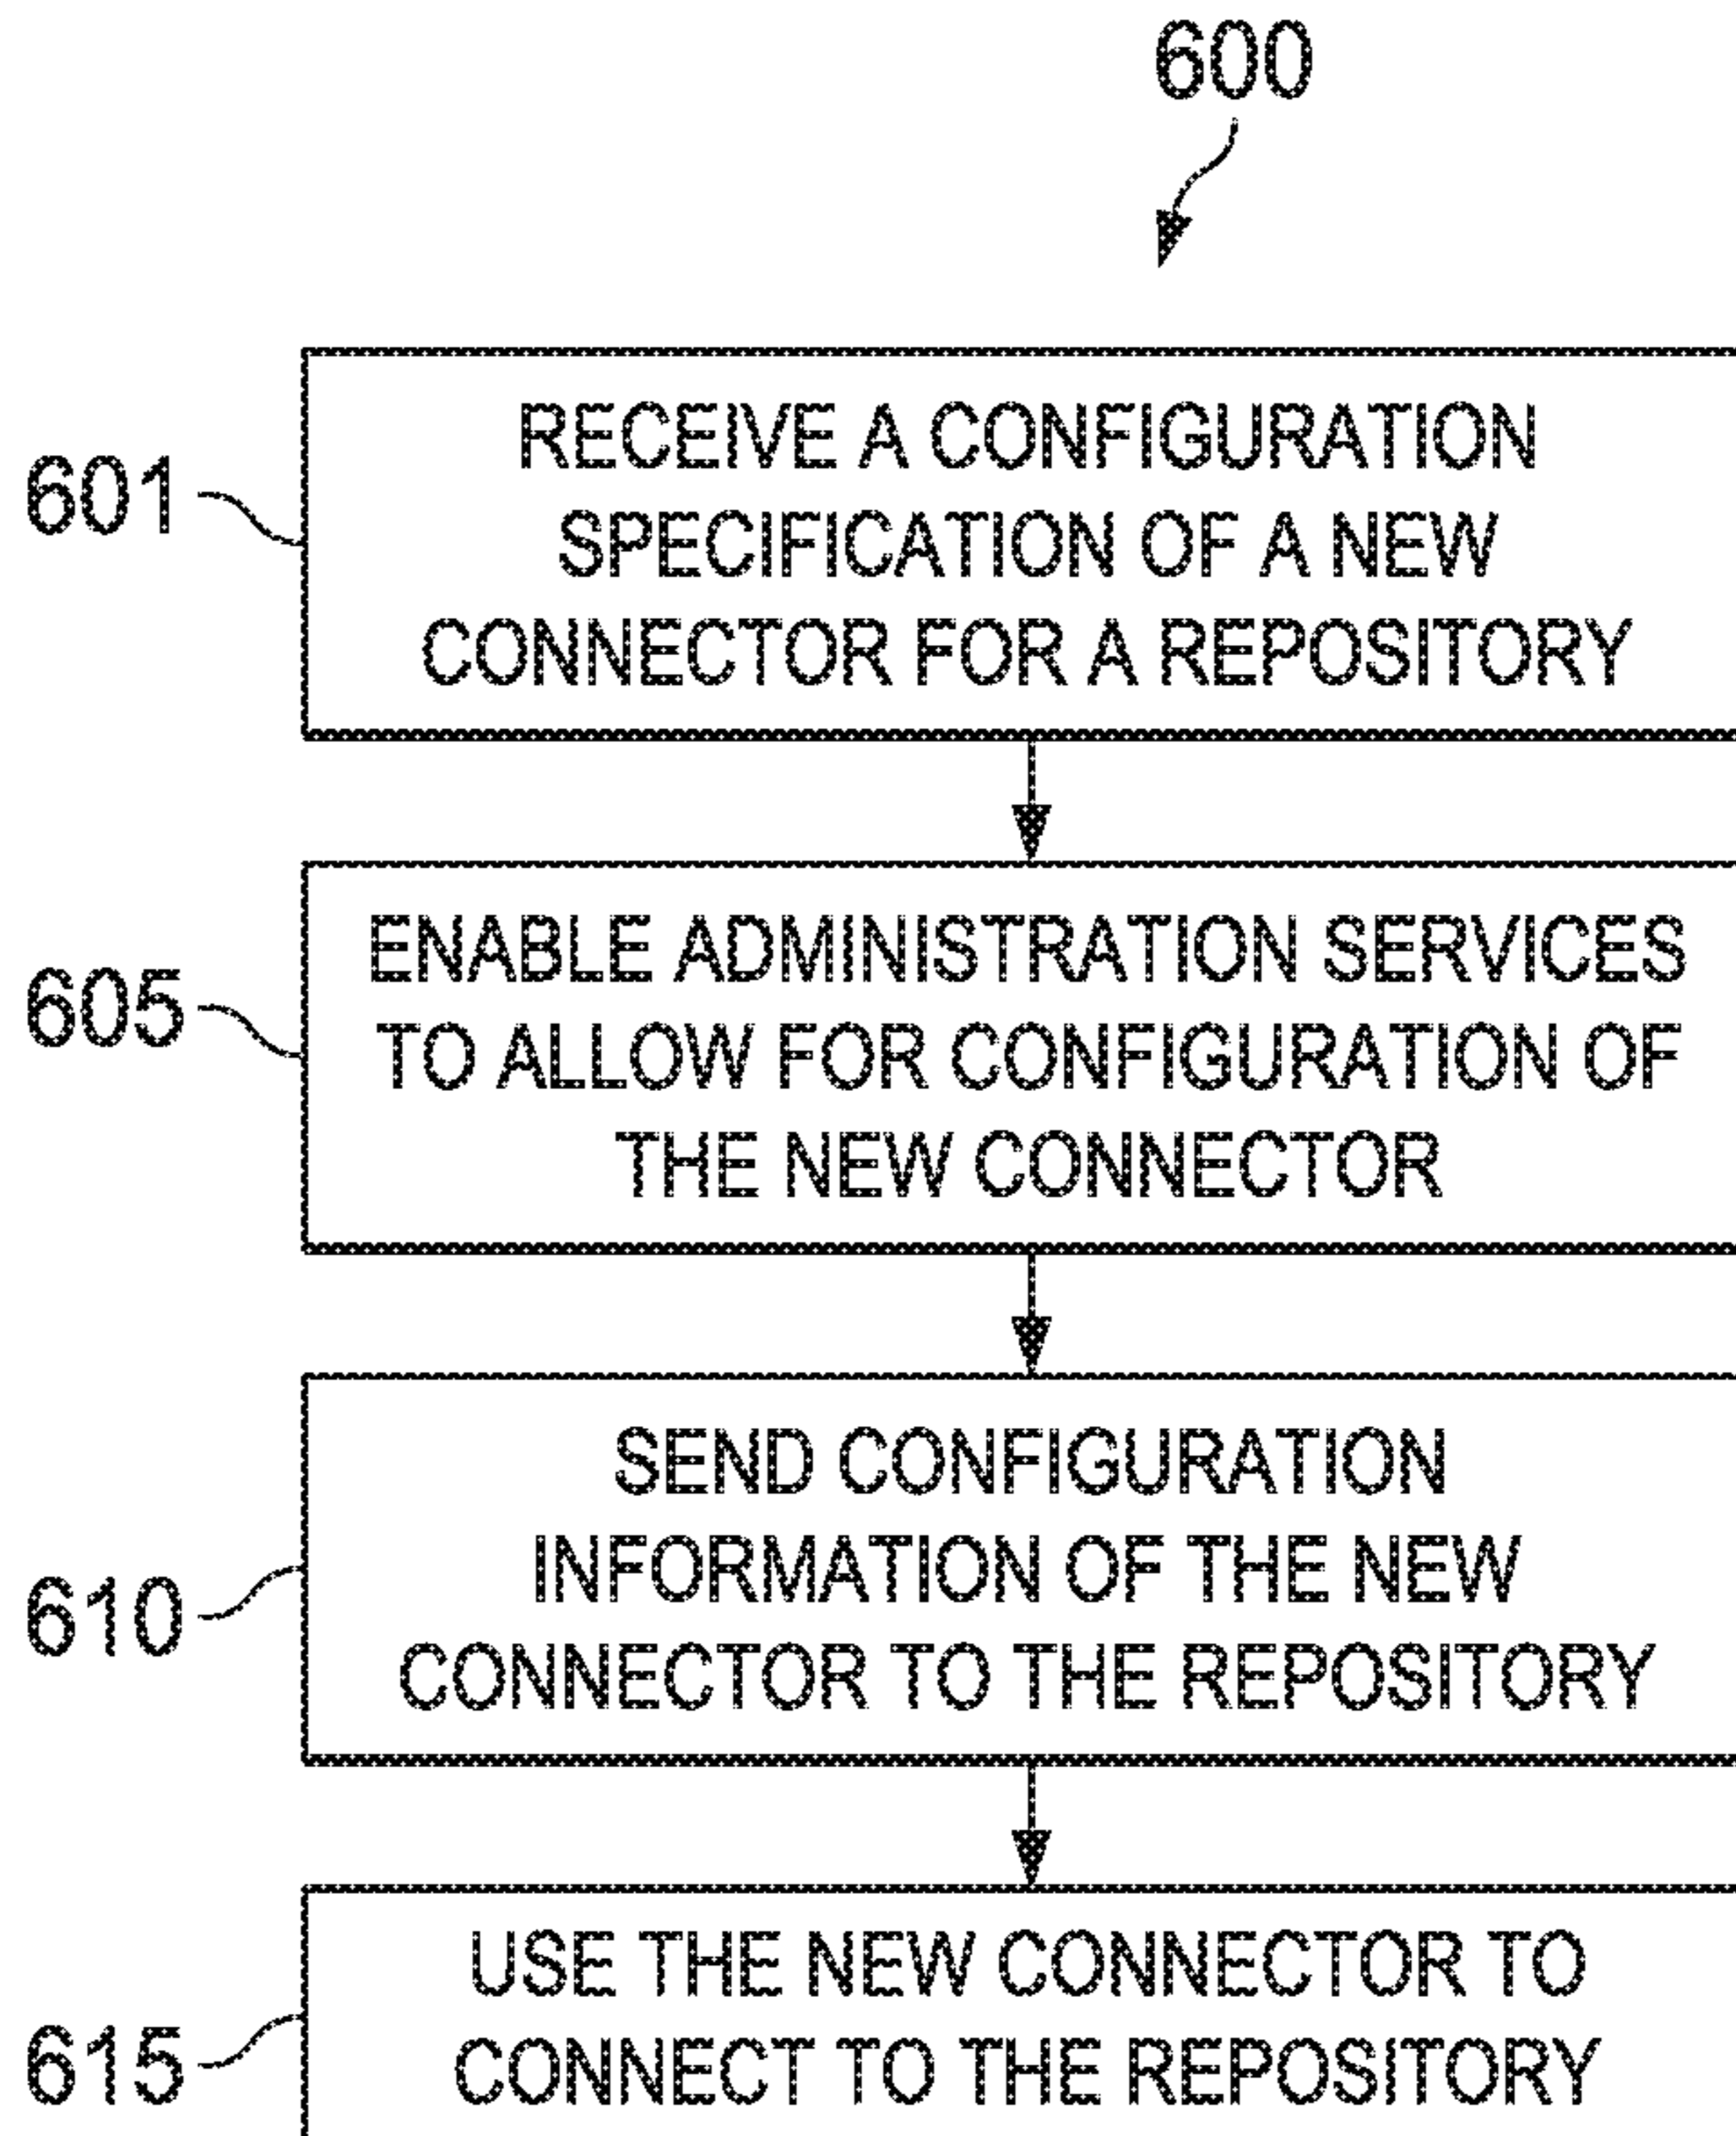 600
601
RECEIVE A CONFIGURATION
SPECIFICATION OF A NEW
CONNECTOR FOR A REPOSITORY
605
ENABLE ADMINISTRATION SERVICES
TO ALLOW FOR CONFIGURATION OF
THE NEW CONNECTOR
610
SEND CONFIGURATION
INFORMATION OF THE NEW
CONNECTOR TO THE REPOSITORY
615
USE THE NEW CONNECTOR TO
CONNECT TO THE REPOSITORY